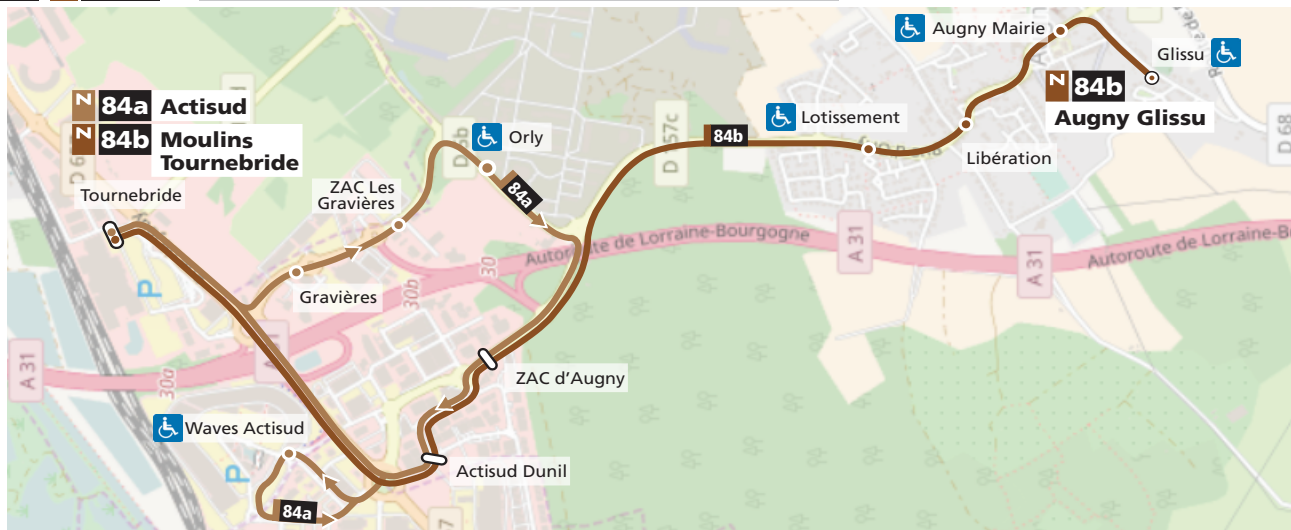 N 84a Actisud
N 84b Moulins
Tournebride
Tournebride
ZAC Les
Gravières
Orly
84a
Gravières
84b
Lotissement
Augny Mairie
Glissu
N 84b
Augny Glissu
Libération
D 68
D 5b
D 57c
Autoroute de Lorraine-Bourgogne
A 31
A 31
Autoroute de Lorraine-B
30
30b
30a
A 31
P
ZAC d'Augny
Waves Actisud
P
Actisud Dunil
84a
7